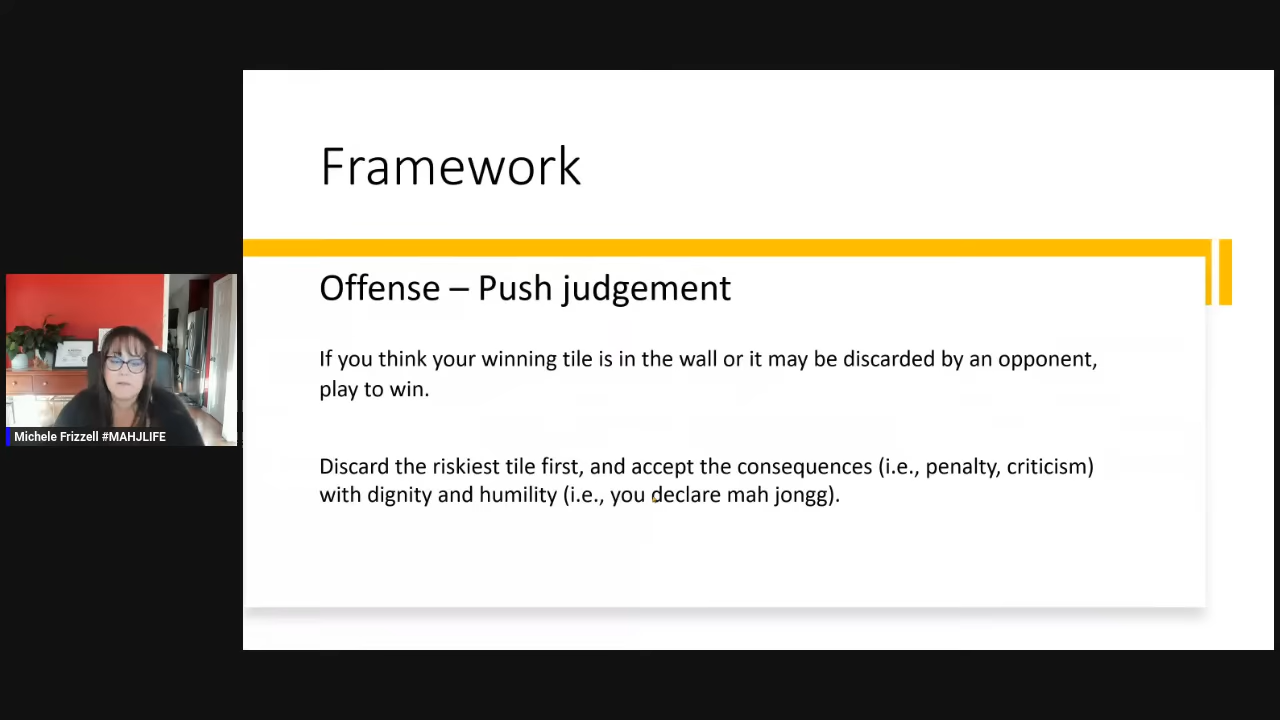 Framework
Offense – Push judgement
If you think your winning tile is in the wall or it may be discarded by an opponent,
play to win.
Discard the riskiest tile first, and accept the consequences (i.e., penalty, criticism)
with dignity and humility (i.e., you declare mah jongg).
Michele Frizzell #MAHJLIFE